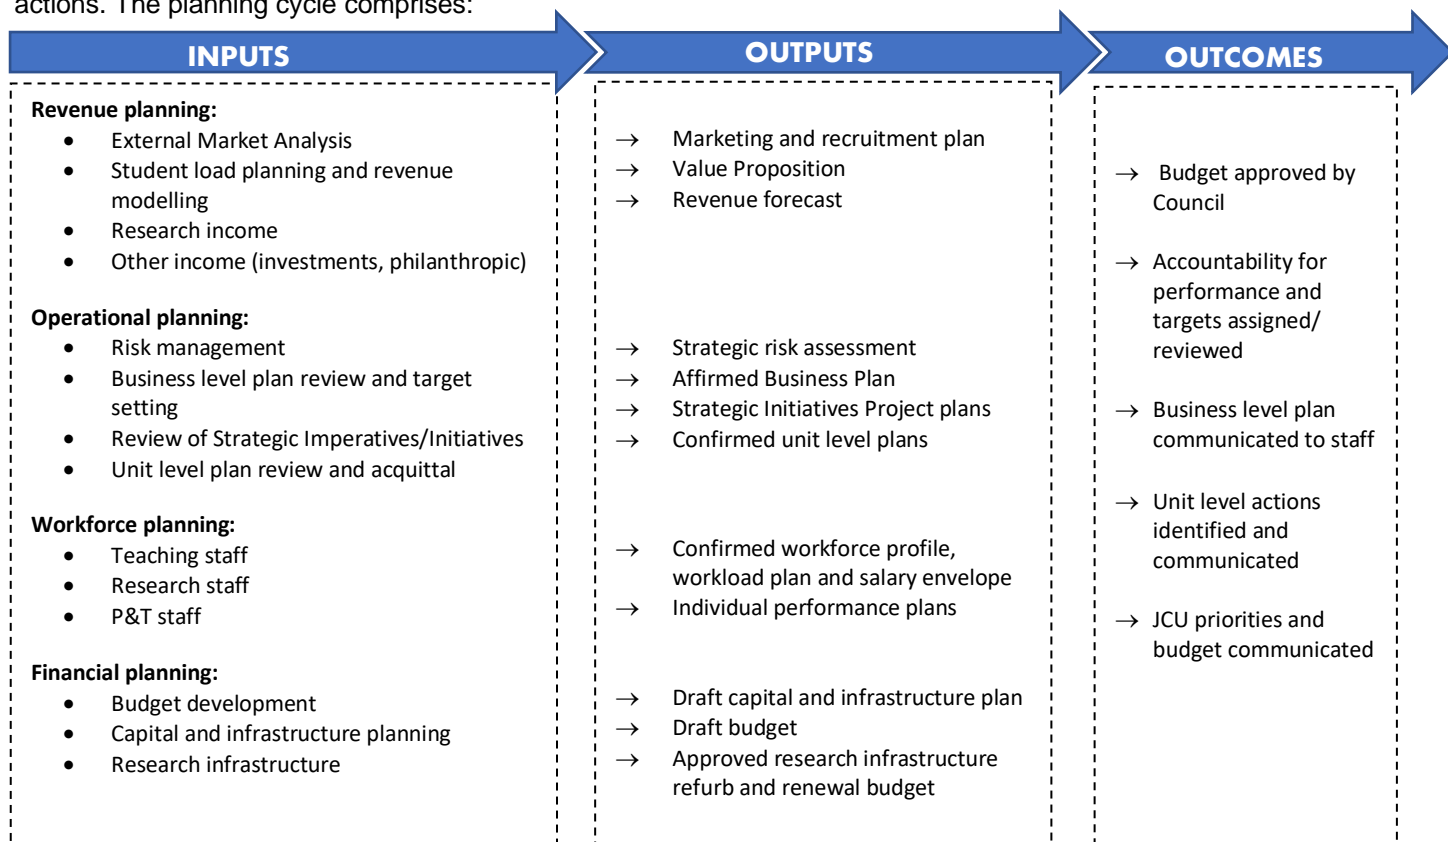 actions. The planning cycle comprises:
INPUTS
OUTPUTS
OUTCOMES
Revenue planning:
• External Market Analysis
• Student load planning and revenue
modelling
• Research income
• Other income (investments, philanthropic)
Operational planning:
• Risk management
• Business level plan review and target
setting
• Review of Strategic Imperatives/Initiatives
• Unit level plan review and acquittal
Workforce planning:
• Teaching staff
• Research staff
• P&T staff
Financial planning:
• Budget development
• Capital and infrastructure planning
• Research infrastructure
→ Marketing and recruitment plan
→ Value Proposition
→ Revenue forecast
→ Strategic risk assessment
→ Affirmed Business Plan
→ Strategic Initiatives Project plans
→ Confirmed unit level plans
→ Confirmed workforce profile,
workload plan and salary envelope
→ Individual performance plans
→ Draft capital and infrastructure plan
→ Draft budget
→ Approved research infrastructure
refurb and renewal budget
→ Budget approved by
Council
→ Accountability for
performance and
targets assigned/
reviewed
→ Business level plan
communicated to staff
→ Unit level actions
identified and
communicated
→ JCU priorities and
budget communicated